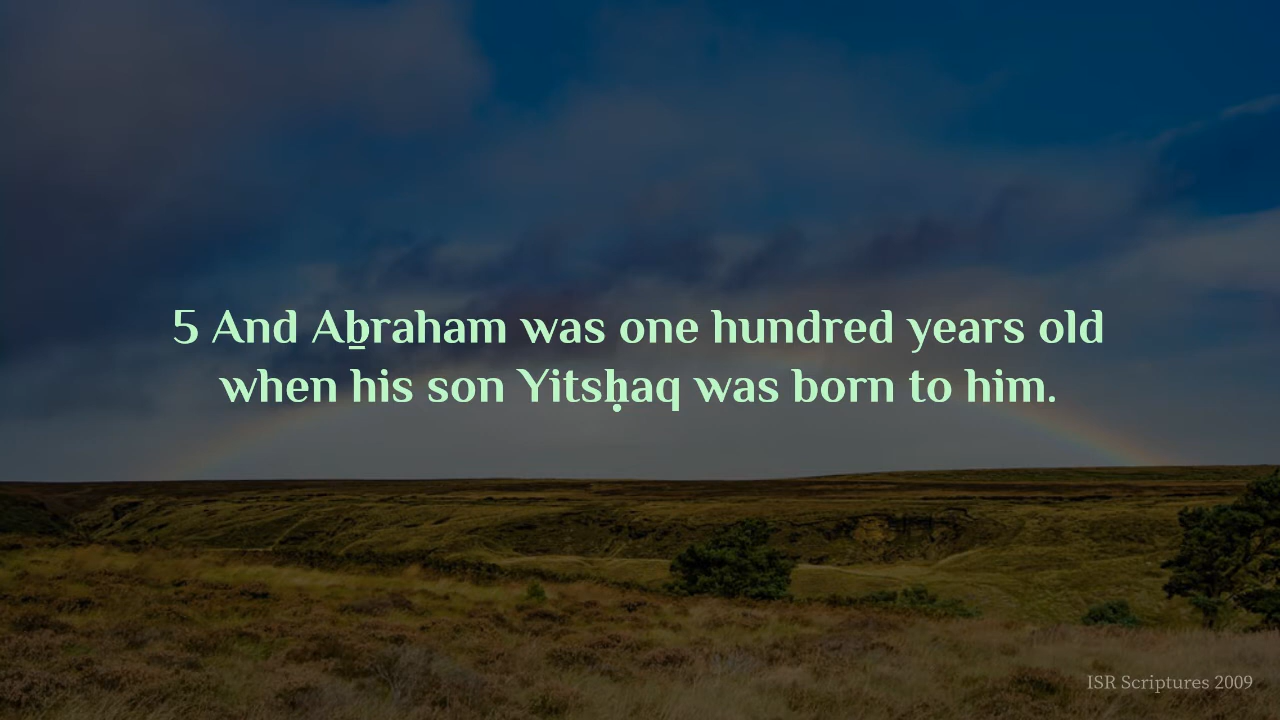 5 And Aḇraham was one hundred years old
when his son Yitsḥaq was born to him.
ISR Scriptures 2009